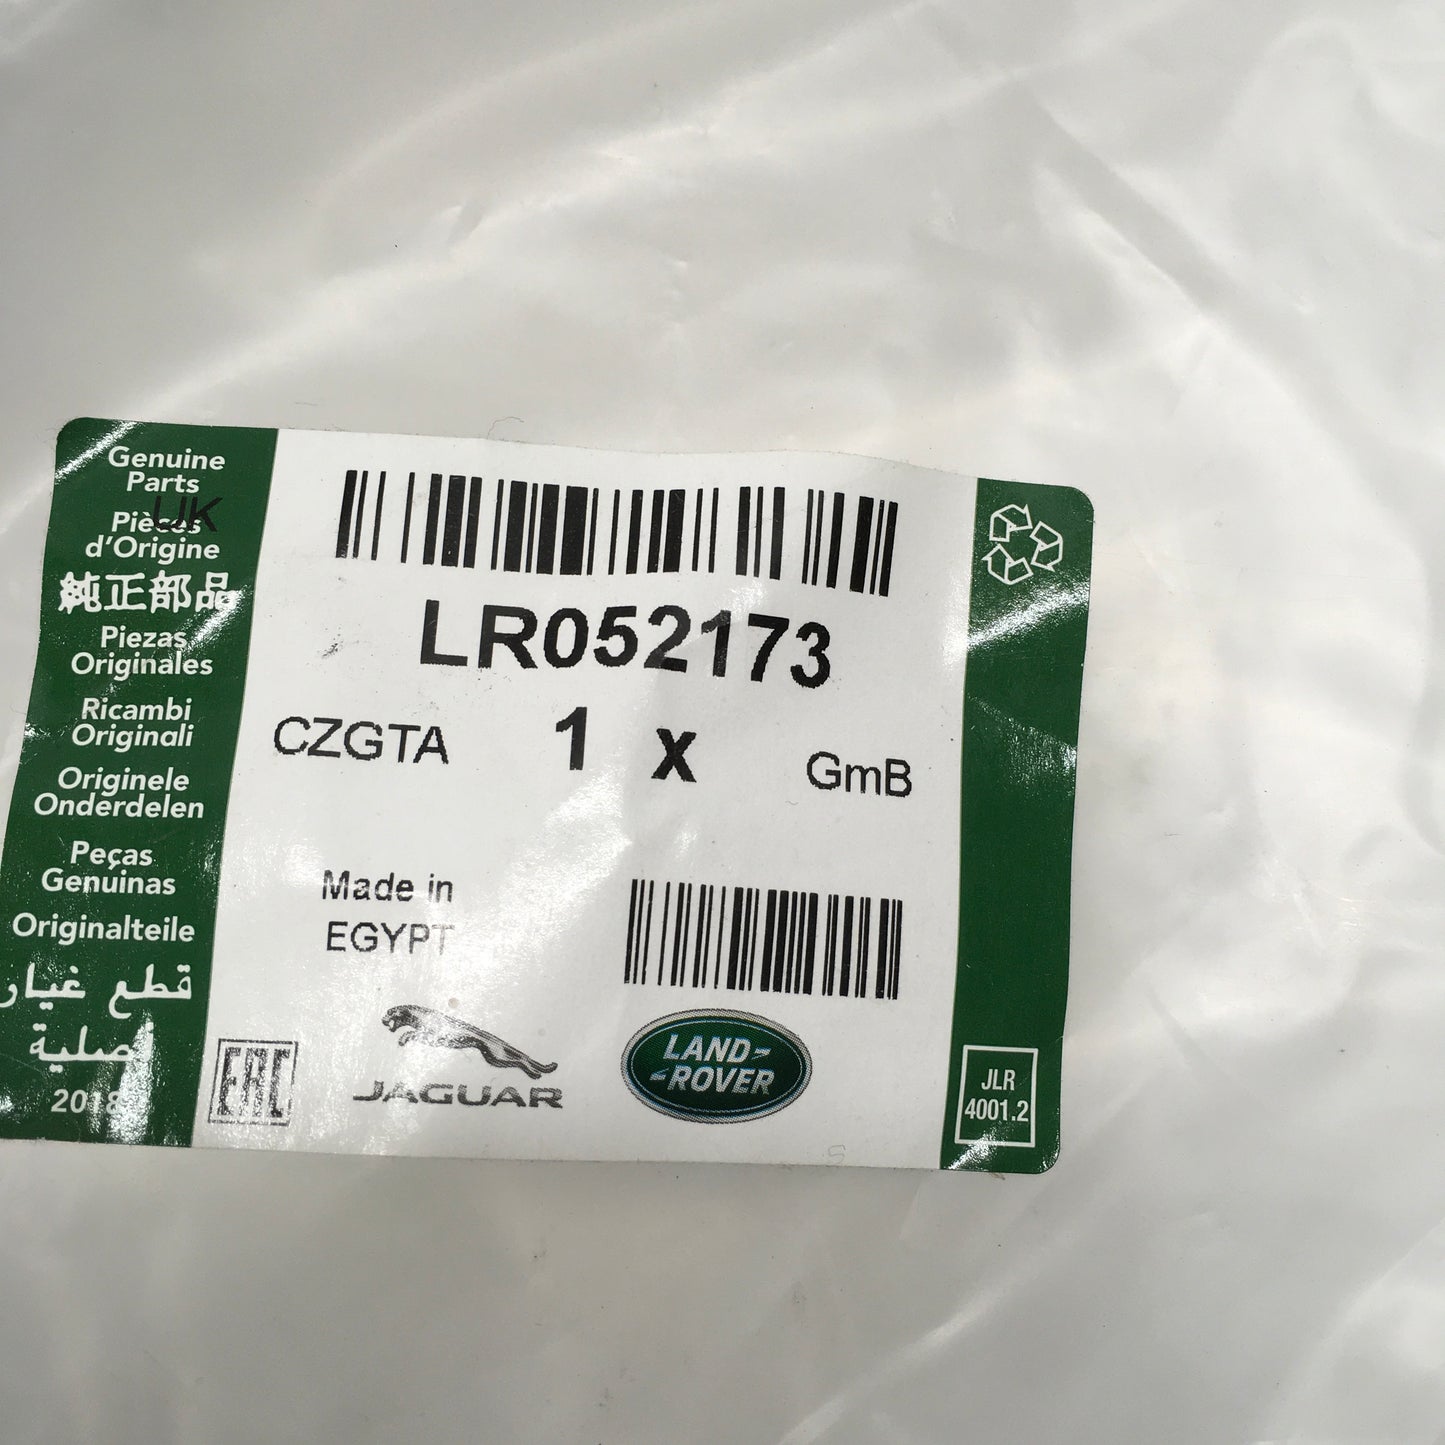 Genuine
Parts
UK
Pièces
d'Origine
純正部品
Piezas
Originales
Ricambi
Originali
Originele
Onderdelen
Peças
Genuinas
Originalteile
قطع غيار
أصلية
2018
LR052173
CZGTA 1 x GmB
Made in
EGYPT
EAC
JAGUAR
LAND-
-ROVER
JLR
4001.2